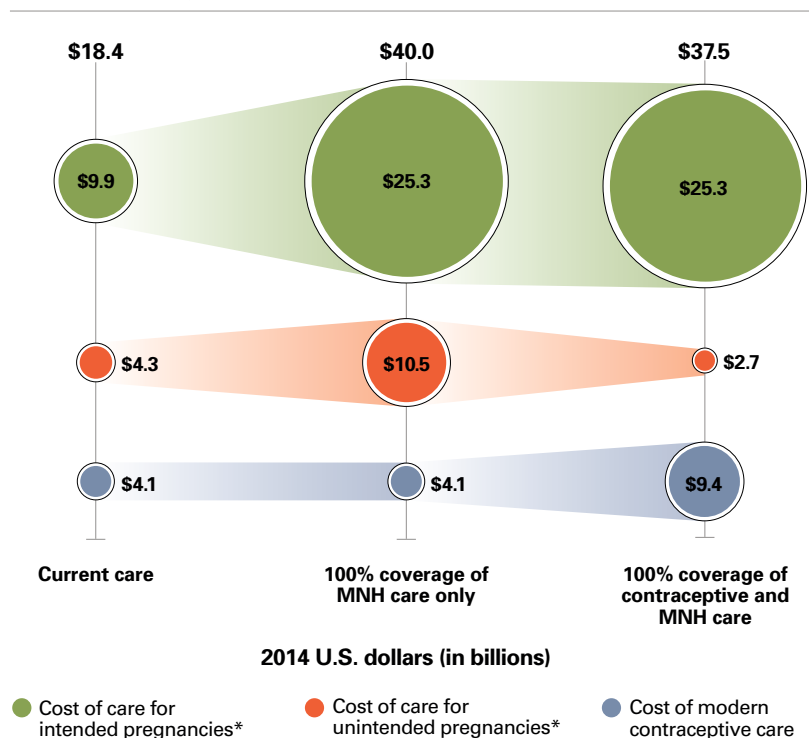 $18.4 $40.0 $37.5
$9.9 $25.3 $25.3
$4.3 $10.5 $2.7
$4.1 $4.1 $9.4
Current care
100% coverage of
MNH care only
100% coverage of
contraceptive and
MNH care
2014 U.S. dollars (in billions)
Cost of care for
intended pregnancies*
Cost of care for
unintended pregnancies*
Cost of modern
contraceptive care